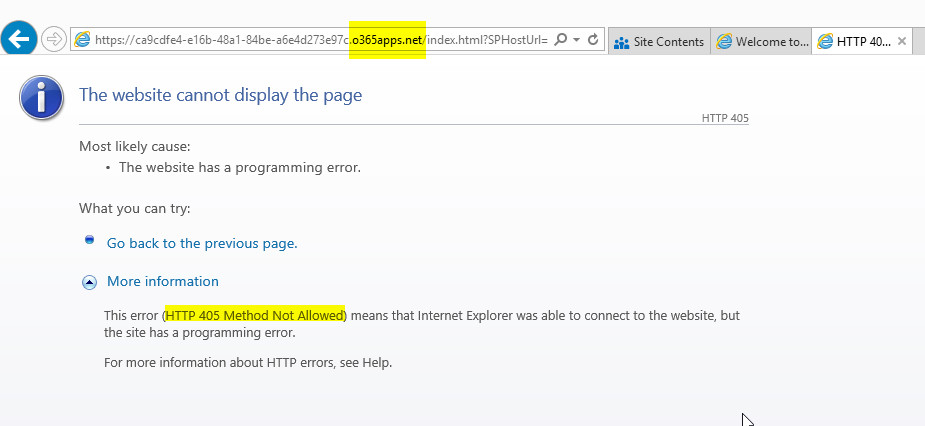 https://ca9cdfe4-e16b-48a1-84be-a6e4d273e97c.o365apps.net/index.html?SPHostUrl=
Site Contents
Welcome to...
HTTP 40...
The website cannot display the page
HTTP 405
Most likely cause:
• The website has a programming error.
What you can try:
Go back to the previous page.
More information
This error (HTTP 405 Method Not Allowed) means that Internet Explorer was able to connect to the website, but
the site has a programming error.
For more information about HTTP errors, see Help.